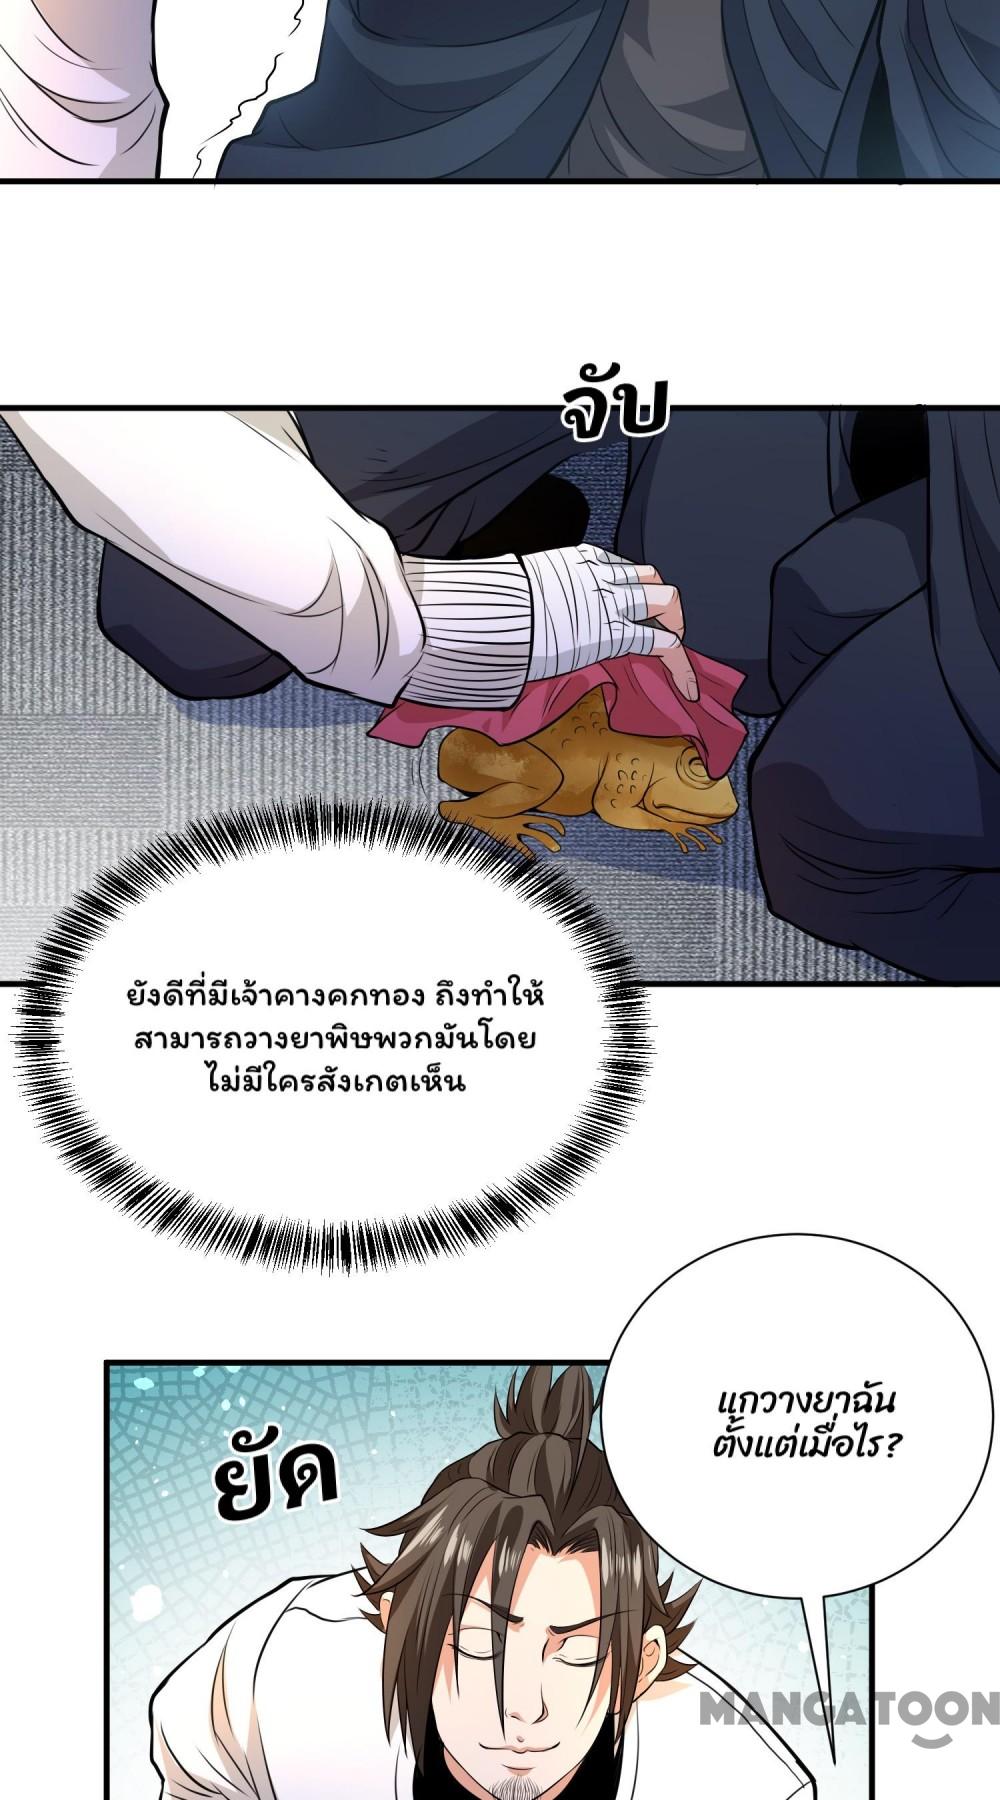 จับ
ยังดีที่มีเจ้าคางคกทอง ถึงทำให้
สามารถวางยาพิษพวกมันโดย
ไม่มีใครสังเกตเห็น
แกวางยาฉัน
ตั้งแต่เมื่อไร?
ยัด
MANGATOON